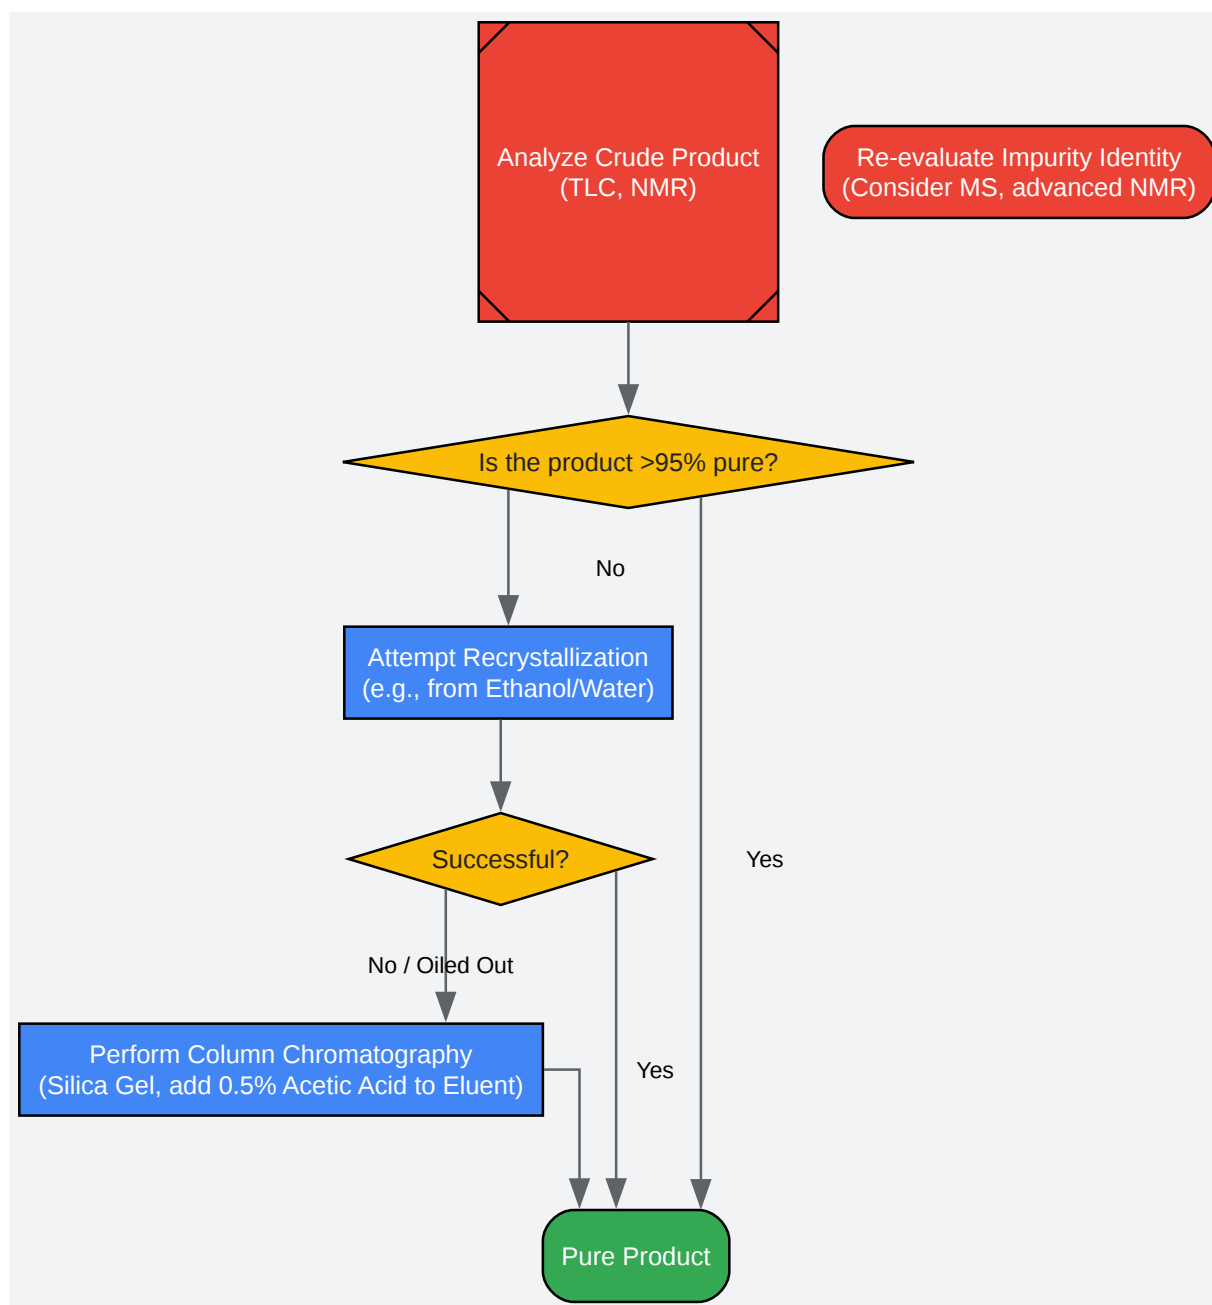 Analyze Crude Product
(TLC, NMR)
Re-evaluate Impurity Identity
(Consider MS, advanced NMR)
Is the product >95% pure?
No
Attempt Recrystallization
(e.g., from Ethanol/Water)
Successful?
Yes
No / Oiled Out
Perform Column Chromatography
(Silica Gel, add 0.5% Acetic Acid to Eluent)
Yes
Pure Product